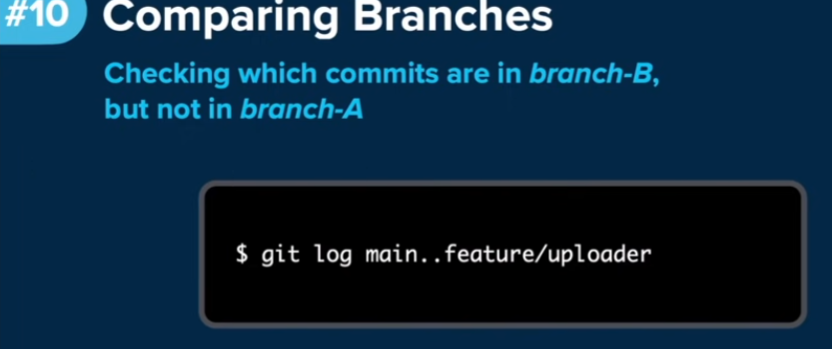 #10 Comparing Branches
Checking which commits are in branch-B,
but not in branch-A
$ git log main..feature/uploader